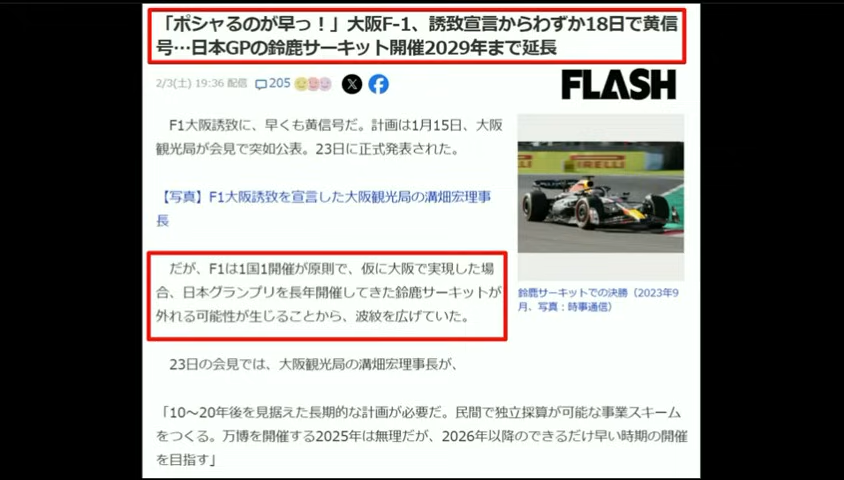 「ポシャるのが早っ！」大阪F-1、誘致宣言からわずか18日で黄信
号…日本GPの鈴鹿サーキット開催2029年まで延長
2/3(土) 19:36 配信
205
FLASH
F1大阪誘致に、早くも黄信号だ。計画は1月15日、大阪
観光局が会見で突如公表。23日に正式発表された。
【写真】F1大阪誘致を宣言した大阪観光局の溝畑宏理事
長
だが、F1は1国1開催が原則で、仮に大阪で実現した場
合、日本グランプリを長年開催してきた鈴鹿サーキットが
外れる可能性が生じることから、波紋を広げていた。
PIRELLI
鈴鹿サーキットでの決勝（2023年9
月、写真：時事通信）
23日の会見では、大阪観光局の溝畑宏理事長が、
「10〜20年後を見据えた長期的な計画が必要だ。民間で独立採算が可能な事業スキーム
をつくる。万博を開催する2025年は無理だが、2026年以降のできるだけ早い時期の開催
を目指す」